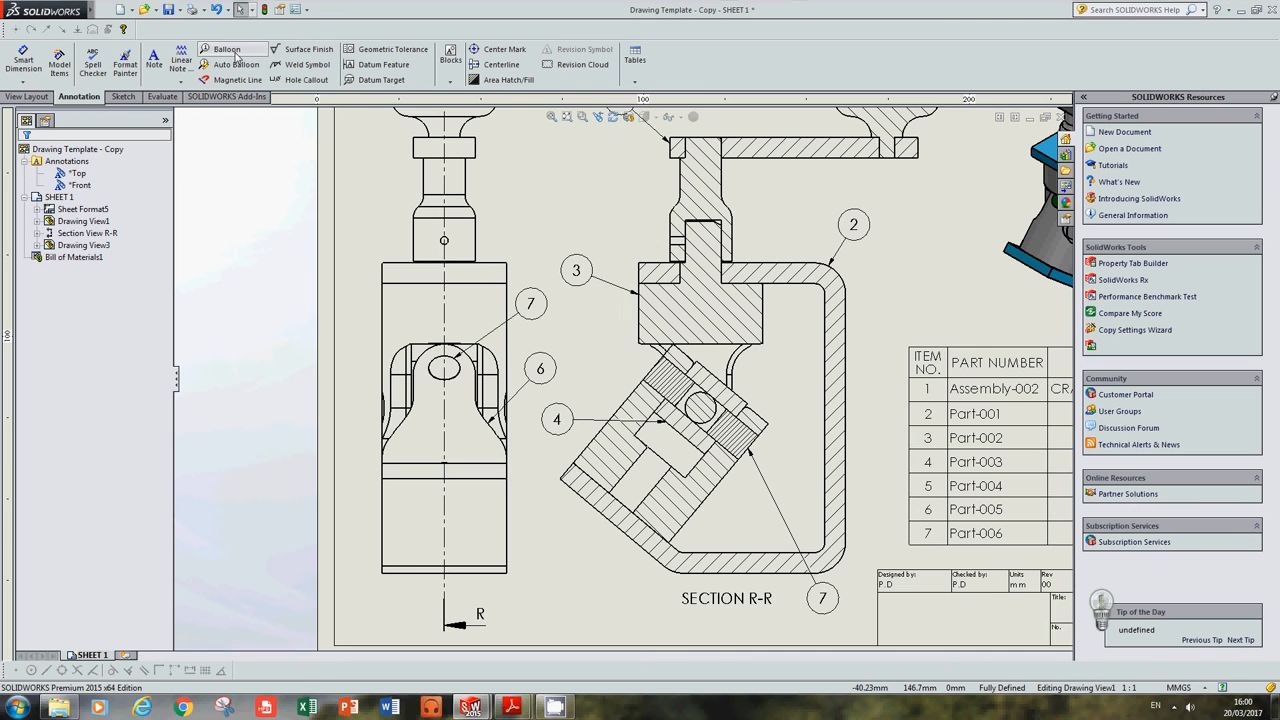 SOLIDWORKS
Drawing Template - Copy - SHEET 1 *
Search SOLIDWORKS Help
Smart Dimension
Model Items
Spell Checker
Format Painter
Note
Linear Note ...
Balloon
Auto Balloon
Magnetic Line
Surface Finish
Weld Symbol
Hole Callout
Geometric Tolerance
Datum Feature
Datum Target
Blocks
Center Mark
Centerline
Area Hatch/Fill
Revision Symbol
Revision Cloud
Tables
View Layout Annotation Sketch Evaluate SOLIDWORKS Add-Ins
0 100 200
100
Drawing Template - Copy
Annotations
*Top
*Front
SHEET 1
Sheet Format5
Drawing View1
Section View R-R
Drawing View3
Bill of Materials1
2
3
7
6
4
7
R
SECTION R-R
ITEM NO. PART NUMBER
1 Assembly-002 CRA
2 Part-001
3 Part-002
4 Part-003
5 Part-004
6 Part-005
7 Part-006
Designed by: Checked by: Units Rev
P.D P.D mm 00
Title:
No.
SOLIDWORKS Resources
Getting Started
New Document
Open a Document
Tutorials
What's New
Introducing SolidWorks
General Information
SolidWorks Tools
Property Tab Builder
SolidWorks Rx
Performance Benchmark Test
Compare My Score
Copy Settings Wizard
Community
Customer Portal
User Groups
Discussion Forum
Technical Alerts & News
Online Resources
Partner Solutions
Subscription Services
Subscription Services
Tip of the Day
undefined
Previous Tip Next Tip
SHEET 1
SOLIDWORKS Premium 2015 x64 Edition
-40.23mm 146.7mm 0mm Fully Defined Editing Drawing View1 1 : 1 MMGS
EN 16:00
20/03/2017